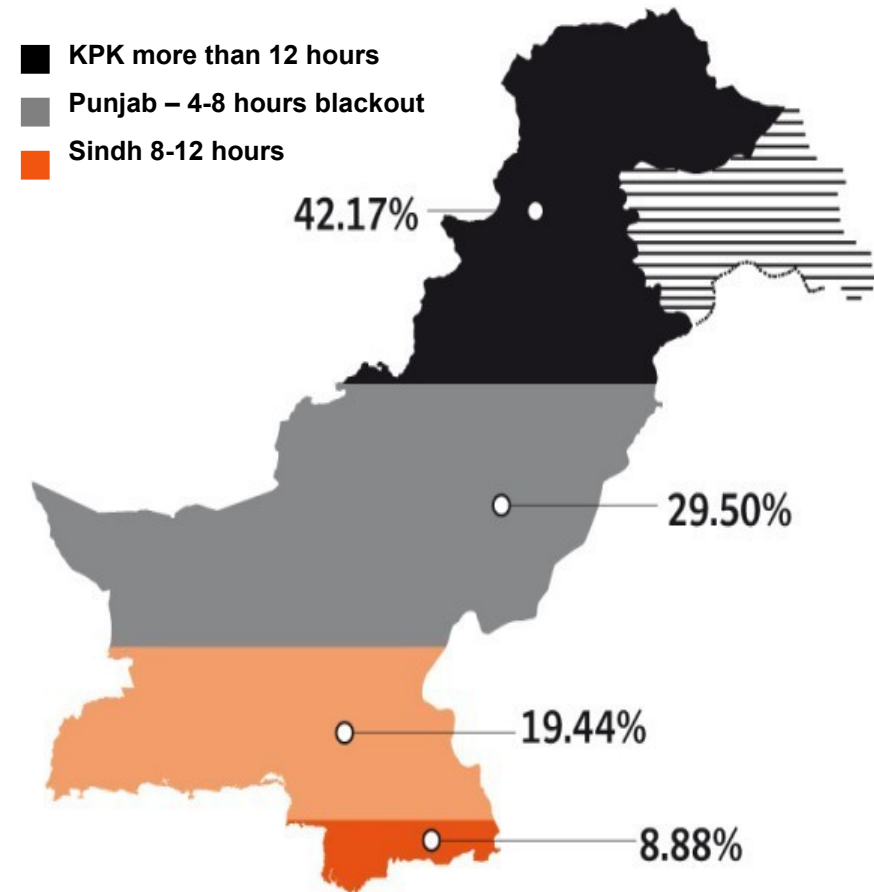 KPK more than 12 hours
Punjab – 4-8 hours blackout
Sindh 8-12 hours
42.17%
29.50%
19.44%
8.88%